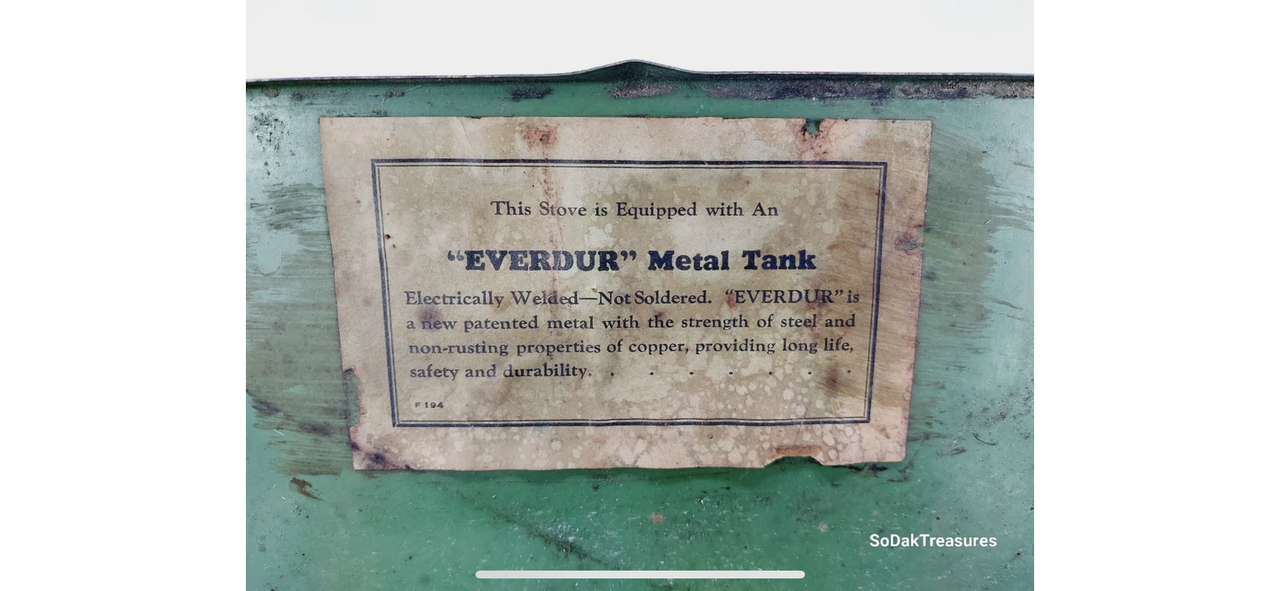 This Stove is Equipped with An
“EVERDUR” Metal Tank
Electrically Welded—Not Soldered. “EVERDUR” is
a new patented metal with the strength of steel and
non-rusting properties of copper, providing long life,
safety and durability. . . . . . . .
F 194
SoDakTreasures